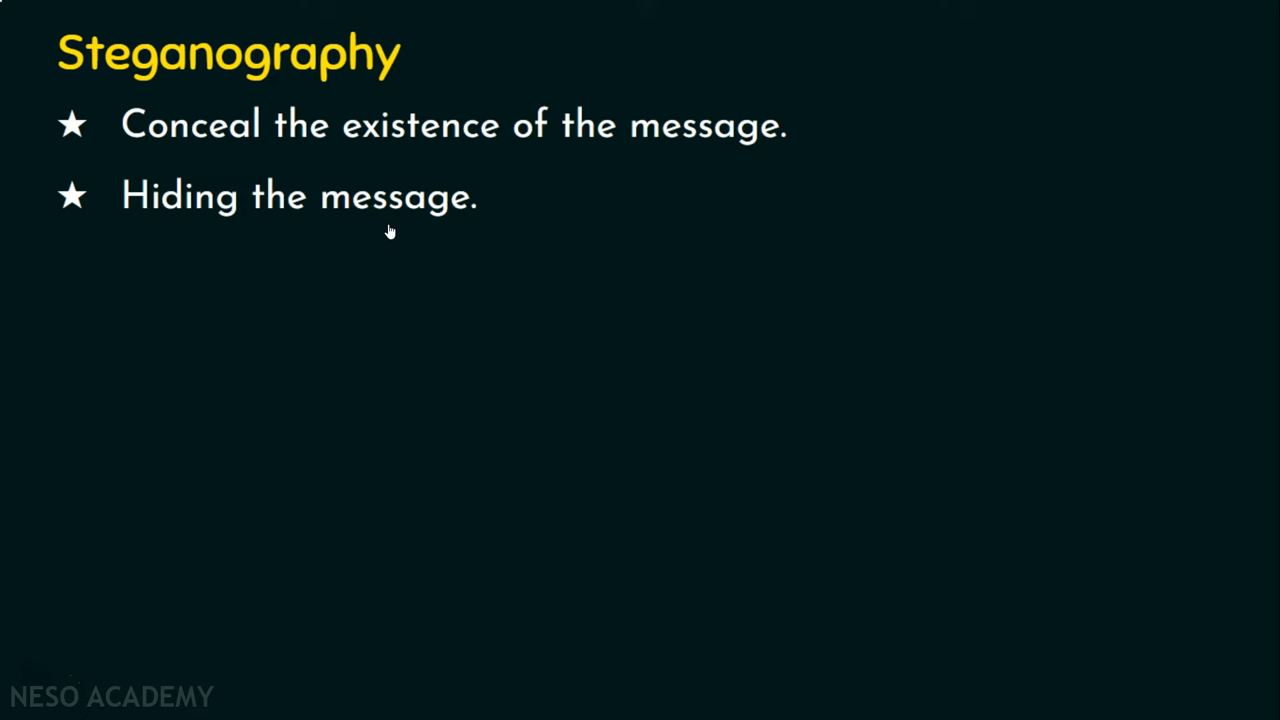 Steganography
★ Conceal the existence of the message.
★ Hiding the message.
NESO ACADEMY